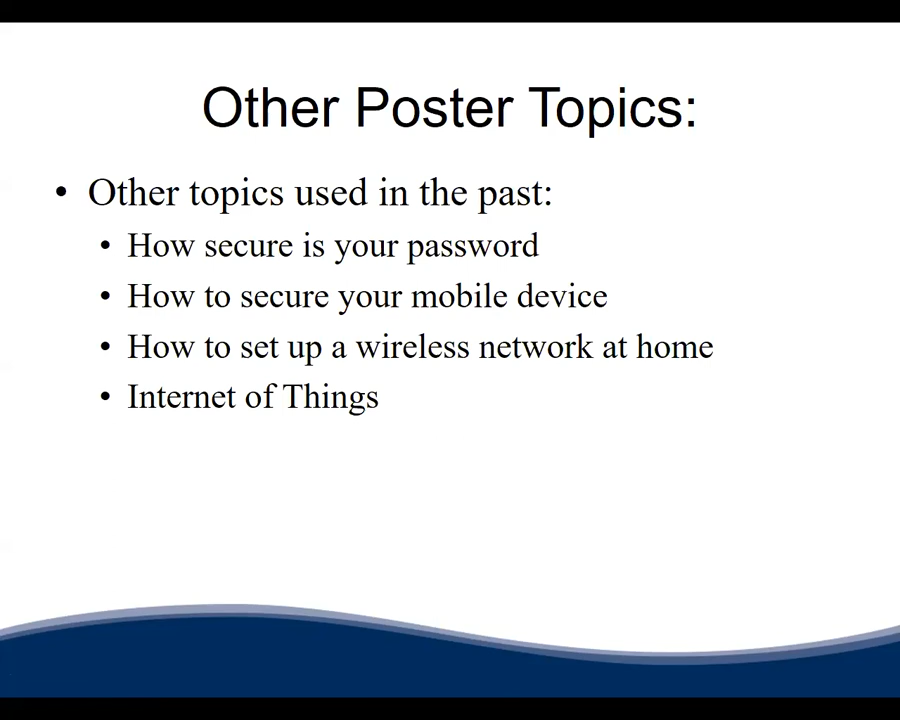 Other Poster Topics:
• Other topics used in the past:
• How secure is your password
• How to secure your mobile device
• How to set up a wireless network at home
• Internet of Things